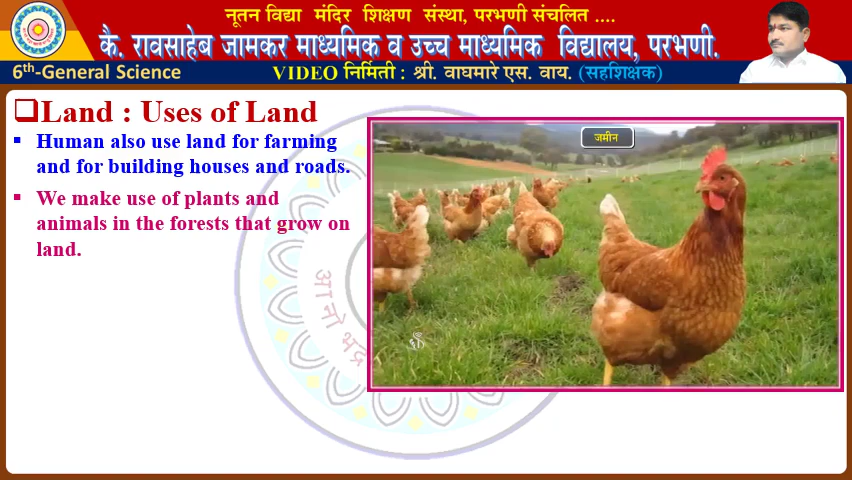 नूतन विद्या मंदिर शिक्षण संस्था, परभणी संचलित ....
कै. रावसाहेब जामकर माध्यमिक व उच्च माध्यमिक विद्यालय, परभणी.
6th-General Science
VIDEO निर्मिती : श्री. वाघमारे एस. वाय. (सहशिक्षक)
❑Land : Uses of Land
▪ Human also use land for farming
and for building houses and roads.
▪ We make use of plants and
animals in the forests that grow on
land.
जमीन
आनो भद्र